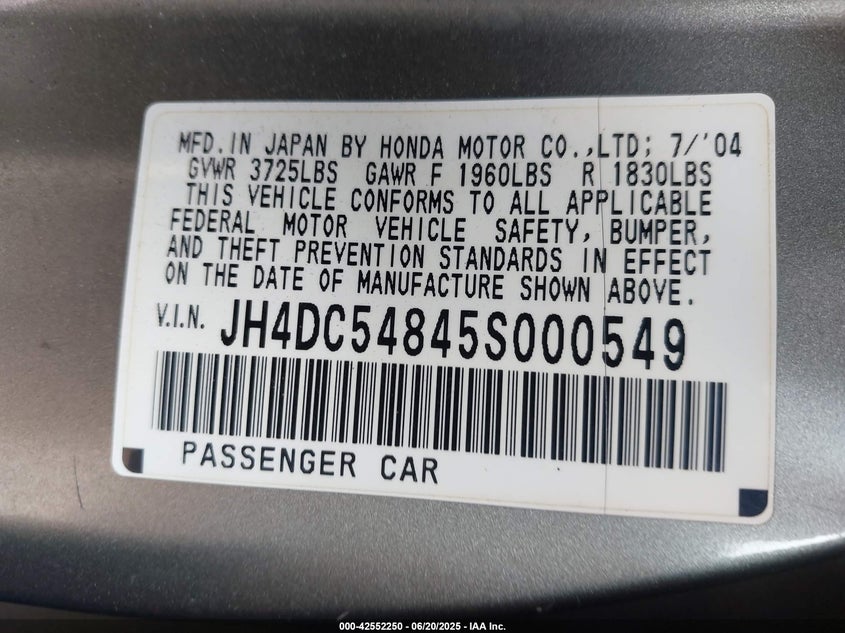 MFD.IN JAPAN BY HONDA MOTOR CO.,LTD; 7/'04
GVWR 3725LBS GAWR F 1960LBS R 1830LBS
THIS VEHICLE CONFORMS TO ALL APPLICABLE
FEDERAL MOTOR VEHICLE SAFETY, BUMPER,
AND THEFT PREVENTION STANDARDS IN EFFECT
ON THE DATE OF MANUFACTURE SHOWN ABOVE.
V.I.N. JH4DC54845S000549
PASSENGER CAR
000-42552250 | 06/20/2025 - IAA Inc.